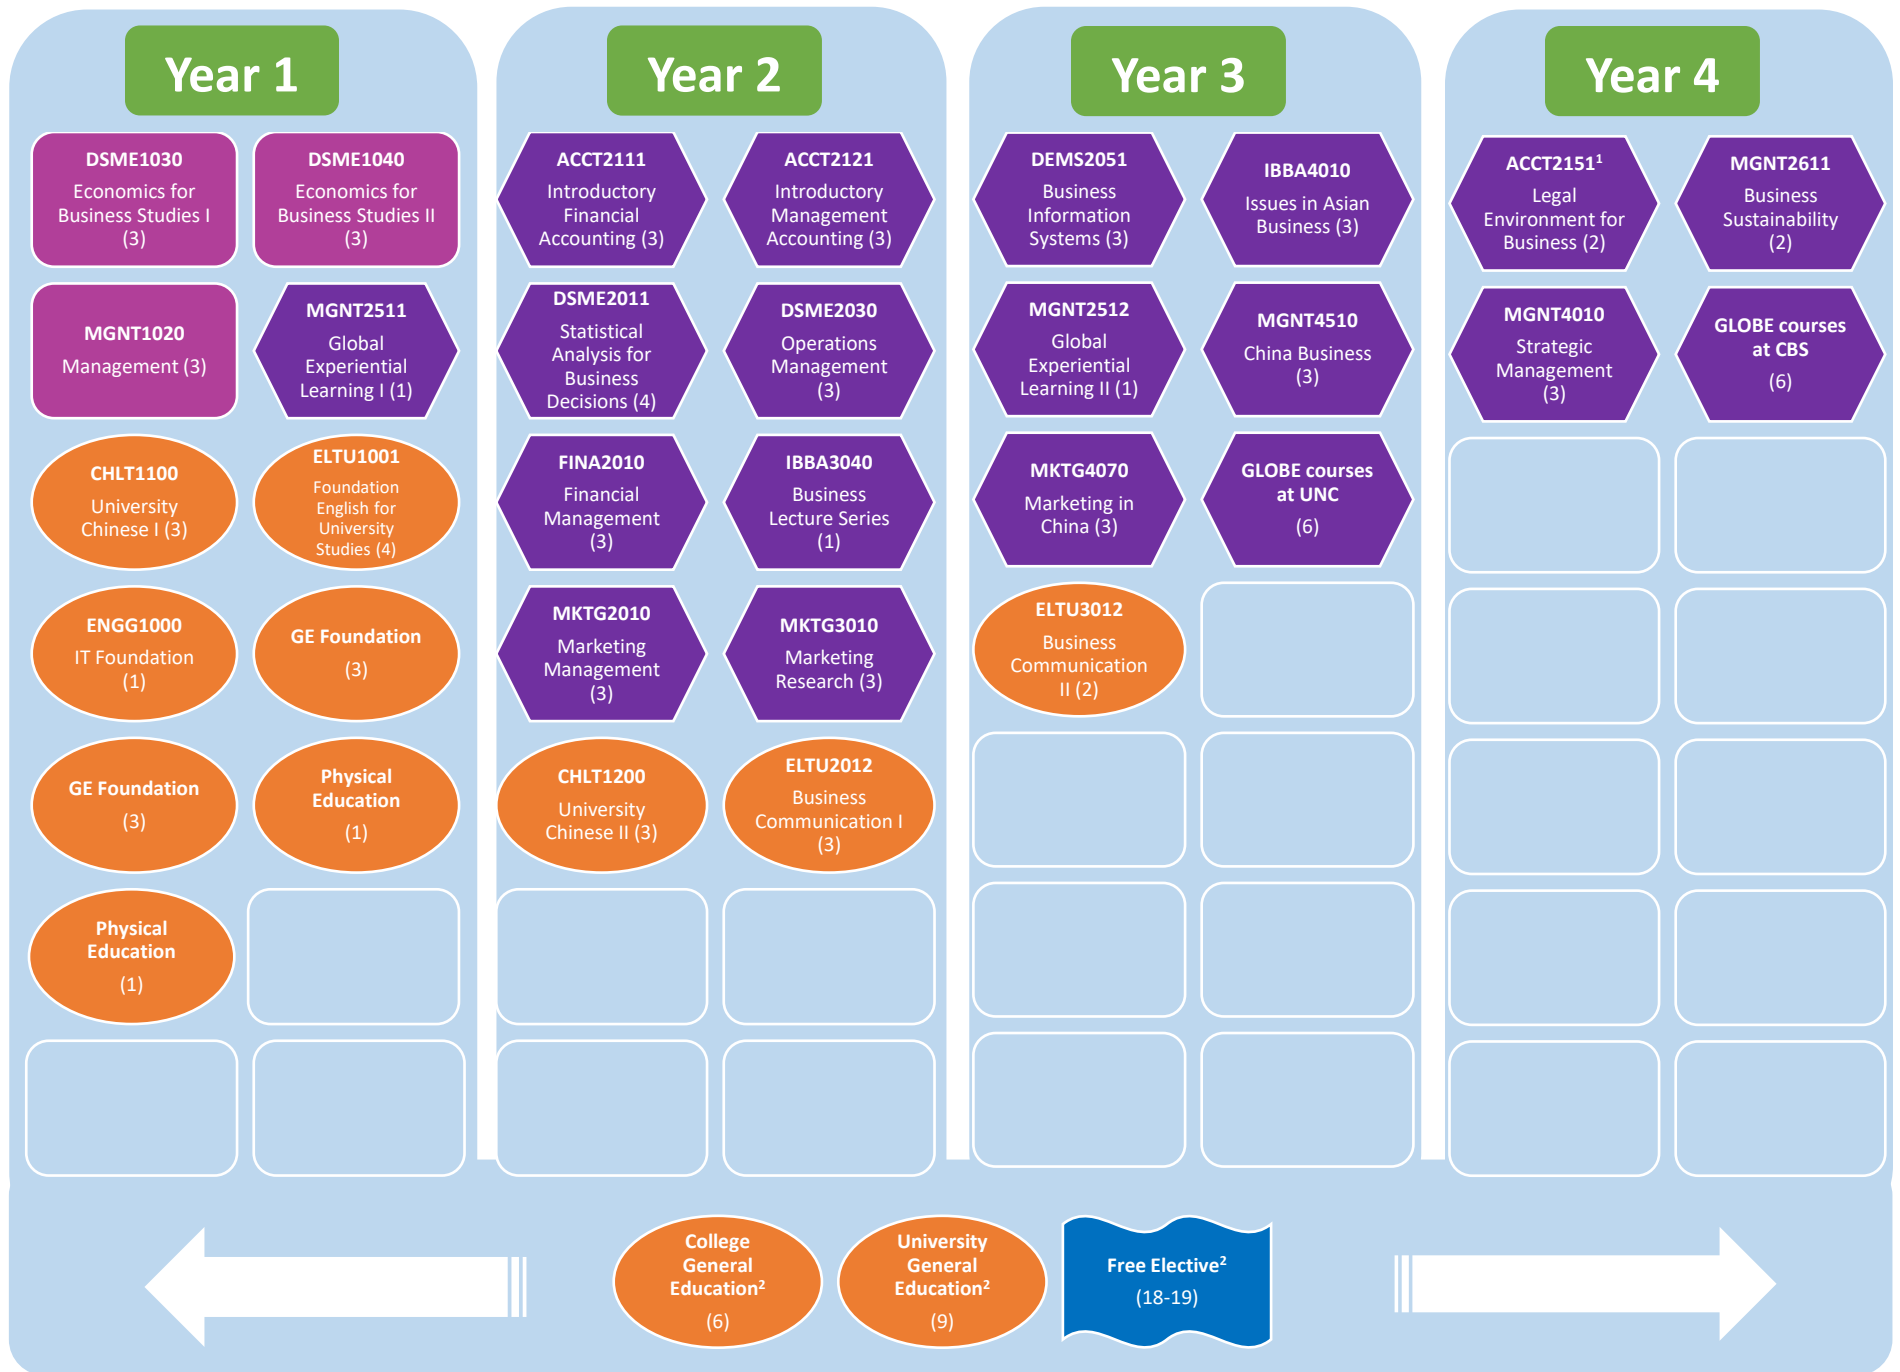 Year 1
DSME1030
Economics for
Business Studies I
(3)
DSME1040
Economics for
Business Studies II
(3)
MGNT1020
Management (3)
MGNT2511
Global
Experiential
Learning I (1)
CHLT1100
University
Chinese I (3)
ELTU1001
Foundation
English for
University
Studies (4)
ENGG1000
IT Foundation
(1)
GE Foundation
(3)
GE Foundation
(3)
Physical
Education
(1)
Physical
Education
(1)
Year 2
ACCT2111
Introductory
Financial
Accounting (3)
ACCT2121
Introductory
Management
Accounting (3)
DSME2011
Statistical
Analysis for
Business
Decisions (4)
DSME2030
Operations
Management
(3)
FINA2010
Financial
Management
(3)
IBBA3040
Business
Lecture Series
(1)
MKTG2010
Marketing
Management
(3)
MKTG3010
Marketing
Research (3)
CHLT1200
University
Chinese II (3)
ELTU2012
Business
Communication I
(3)
Year 3
DEMS2051
Business
Information
Systems (3)
IBBA4010
Issues in Asian
Business (3)
MGNT2512
Global
Experiential
Learning II (1)
MGNT4510
China Business
(3)
MKTG4070
Marketing in
China (3)
GLOBE courses
at UNC
(6)
ELTU3012
Business
Communication
II (2)
Year 4
ACCT2151¹
Legal
Environment for
Business (2)
MGNT2611
Business
Sustainability
(2)
MGNT4010
Strategic
Management
(3)
GLOBE courses
at CBS
(6)
College
General
Education²
(6)
University
General
Education²
(9)
Free Elective²
(18-19)